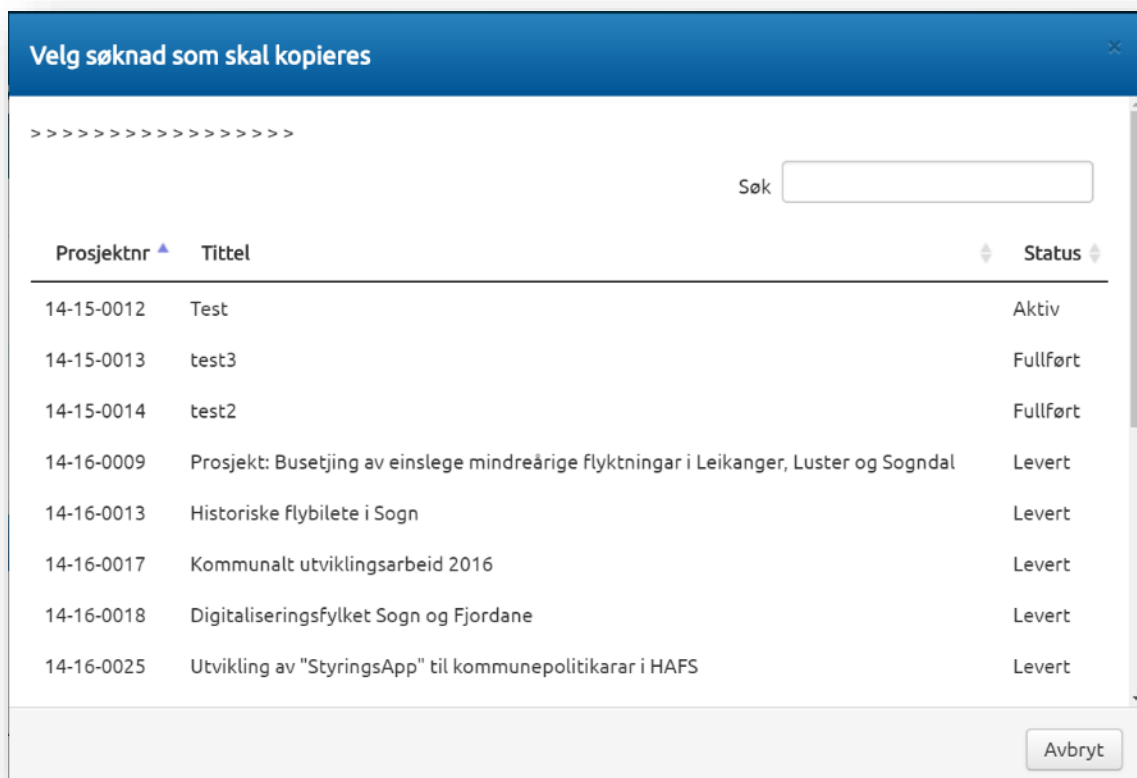 Velg søknad som skal kopieres ×
> > > > > > > > > > > > > > > > >
Søk
Prosjektnr Tittel Status
14-15-0012 Test Aktiv
14-15-0013 test3 Fullført
14-15-0014 test2 Fullført
14-16-0009 Prosjekt: Busetjing av einslege mindreårige flyktningar i Leikanger, Luster og Sogndal Levert
14-16-0013 Historiske flybilete i Sogn Levert
14-16-0017 Kommunalt utviklingsarbeid 2016 Levert
14-16-0018 Digitaliseringsfylket Sogn og Fjordane Levert
14-16-0025 Utvikling av "StyringsApp" til kommunepolitikarar i HAFS Levert
Avbryt